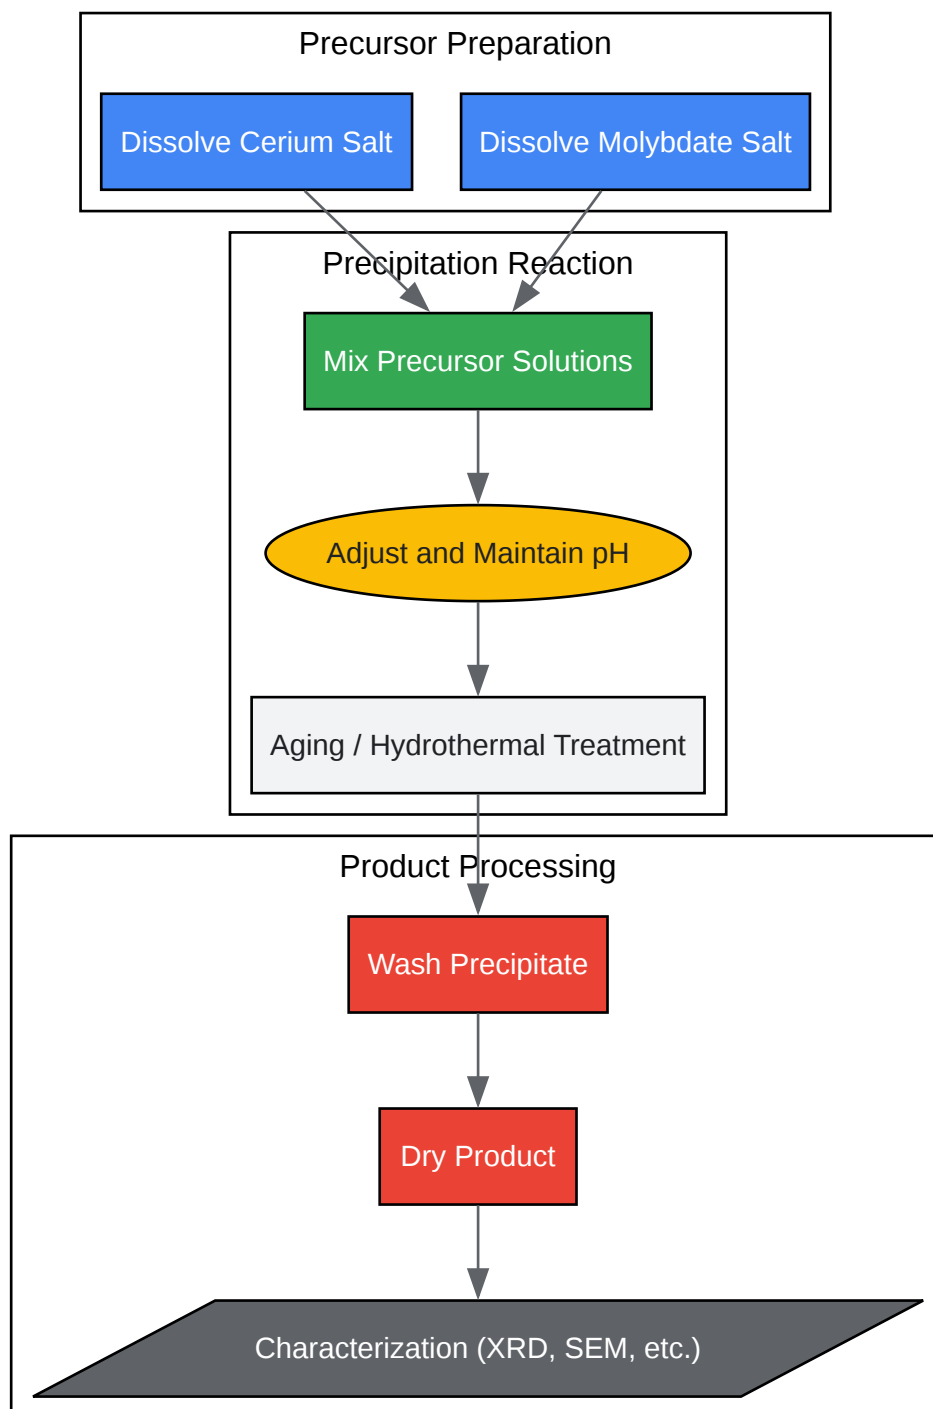 Precursor Preparation
Dissolve Cerium Salt
Dissolve Molybdate Salt
Precipitation Reaction
Mix Precursor Solutions
Adjust and Maintain pH
Aging / Hydrothermal Treatment
Product Processing
Wash Precipitate
Dry Product
Characterization (XRD, SEM, etc.)